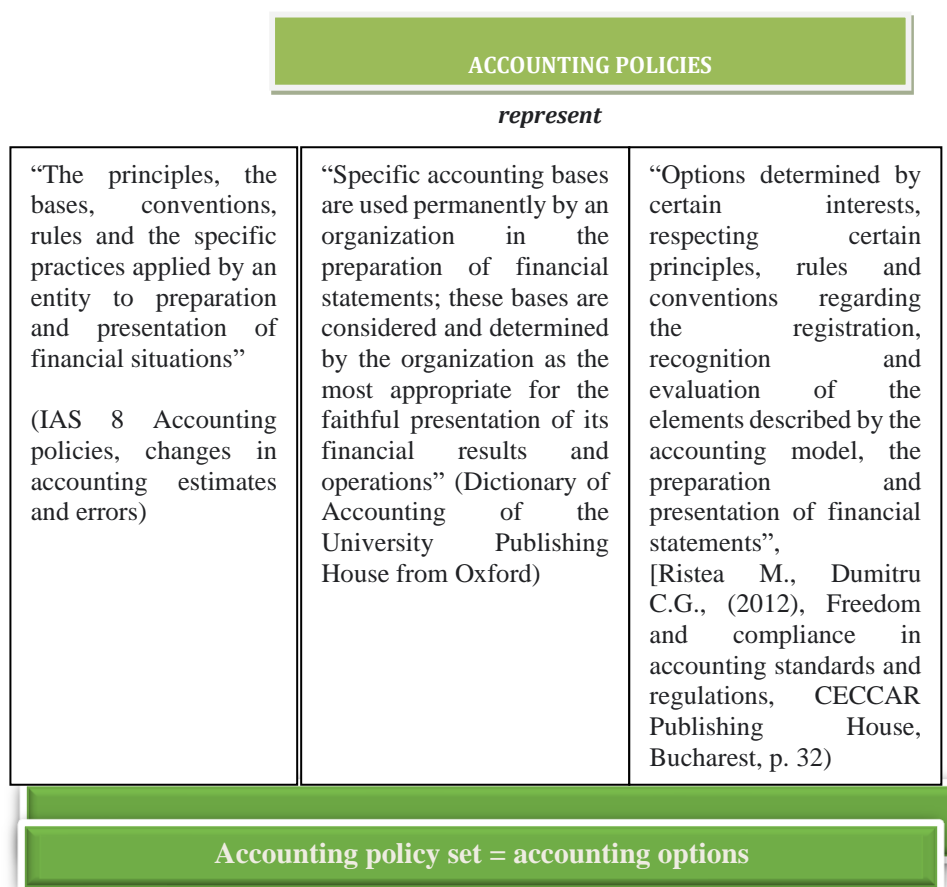 ACCOUNTING POLICIES
represent
“The principles, the
bases, conventions,
rules and the specific
practices applied by an
entity to preparation
and presentation of
financial situations”
(IAS 8 Accounting
policies, changes in
accounting estimates
and errors)
“Specific accounting bases
are used permanently by an
organization in the
preparation of financial
statements; these bases are
considered and determined
by the organization as the
most appropriate for the
faithful presentation of its
financial results and
operations” (Dictionary of
Accounting of the
University Publishing
House from Oxford)
“Options determined by
certain interests,
respecting certain
principles, rules and
conventions regarding
the registration,
recognition and
evaluation of the
elements described by the
accounting model, the
preparation and
presentation of financial
statements”,
[Ristea M., Dumitru
C.G., (2012), Freedom
and compliance in
accounting standards and
regulations, CECCAR
Publishing House,
Bucharest, p. 32)
Accounting policy set = accounting options